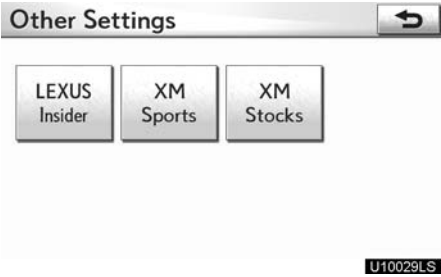 Other Settings
LEXUS
Insider
XM
Sports
XM
Stocks
U10029LS